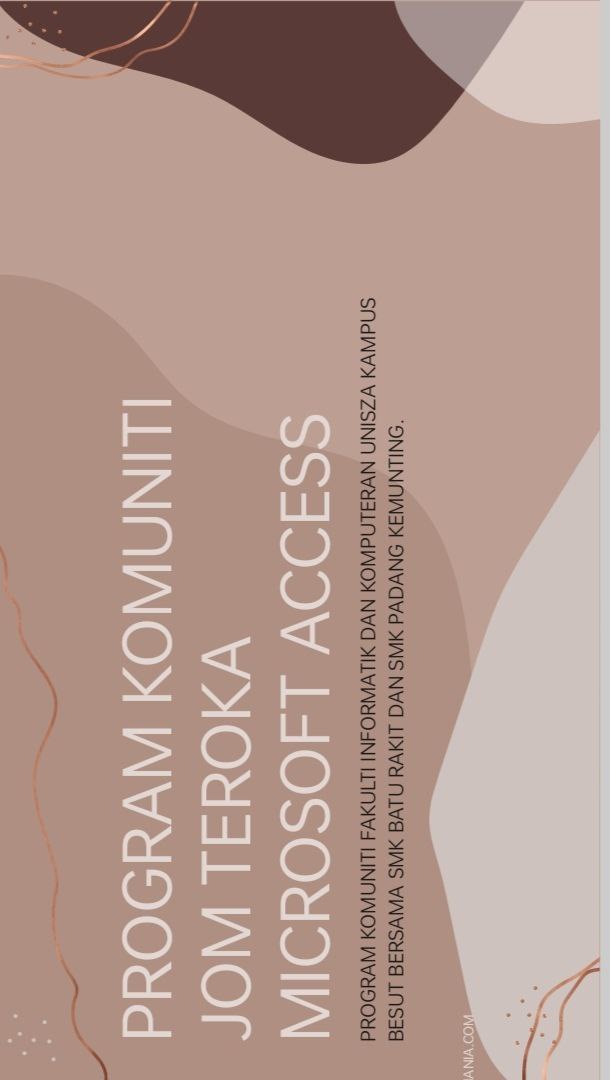 PROGRAM KOMUNITI
JOM TEROKA
MICROSOFT ACCESS
PROGRAM KOMUNITI FAKULTI INFORMATIK DAN KOMPUTERAN UNISZA KAMPUS
BESUT BERSAMA SMK BATU RAKIT DAN SMK PADANG KEMUNTING.